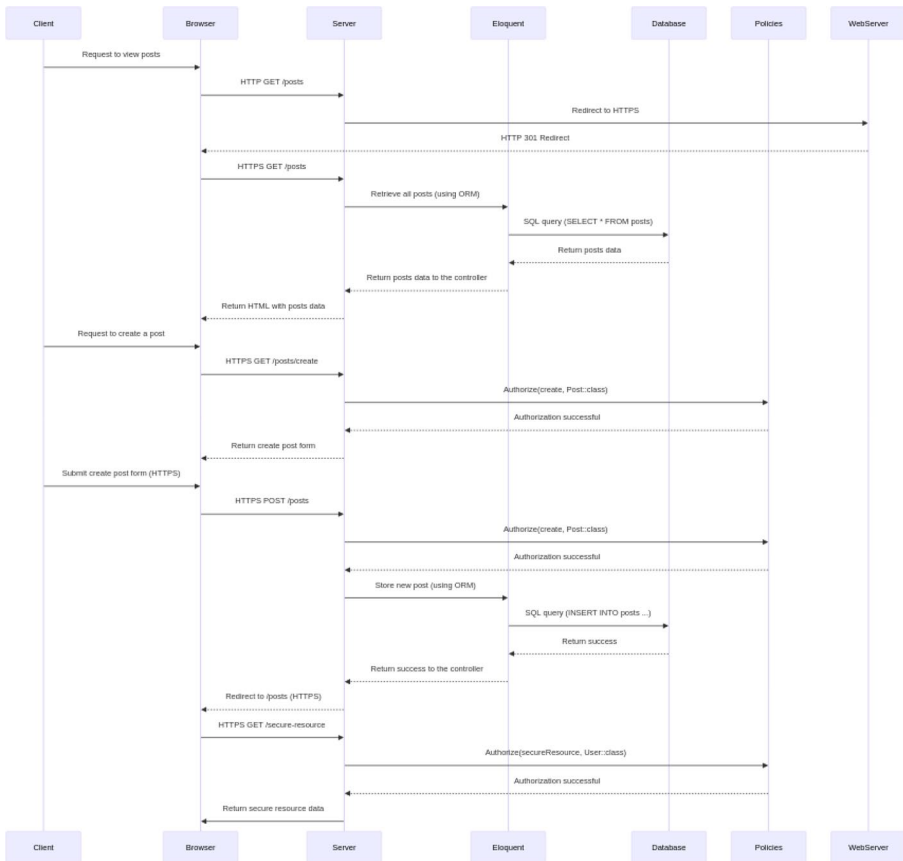 Client
Browser
Server
Eloquent
Database
Policies
WebServer
Request to view posts
HTTP GET /posts
Redirect to HTTPS
HTTP 301 Redirect
HTTPS GET /posts
Retrieve all posts (using ORM)
SQL query (SELECT * FROM posts)
Return posts data
Return posts data to the controller
Return HTML with posts data
Request to create a post
HTTPS GET /posts/create
Authorize(create, Post::class)
Authorization successful
Return create post form
Submit create post form (HTTPS)
HTTPS POST /posts
Authorize(create, Post::class)
Authorization successful
Store new post (using ORM)
SQL query (INSERT INTO posts ...)
Return success
Return success to the controller
Redirect to /posts (HTTPS)
HTTPS GET /secure-resource
Authorize(secureResource, User::class)
Authorization successful
Return secure resource data
Client
Browser
Server
Eloquent
Database
Policies
WebServer